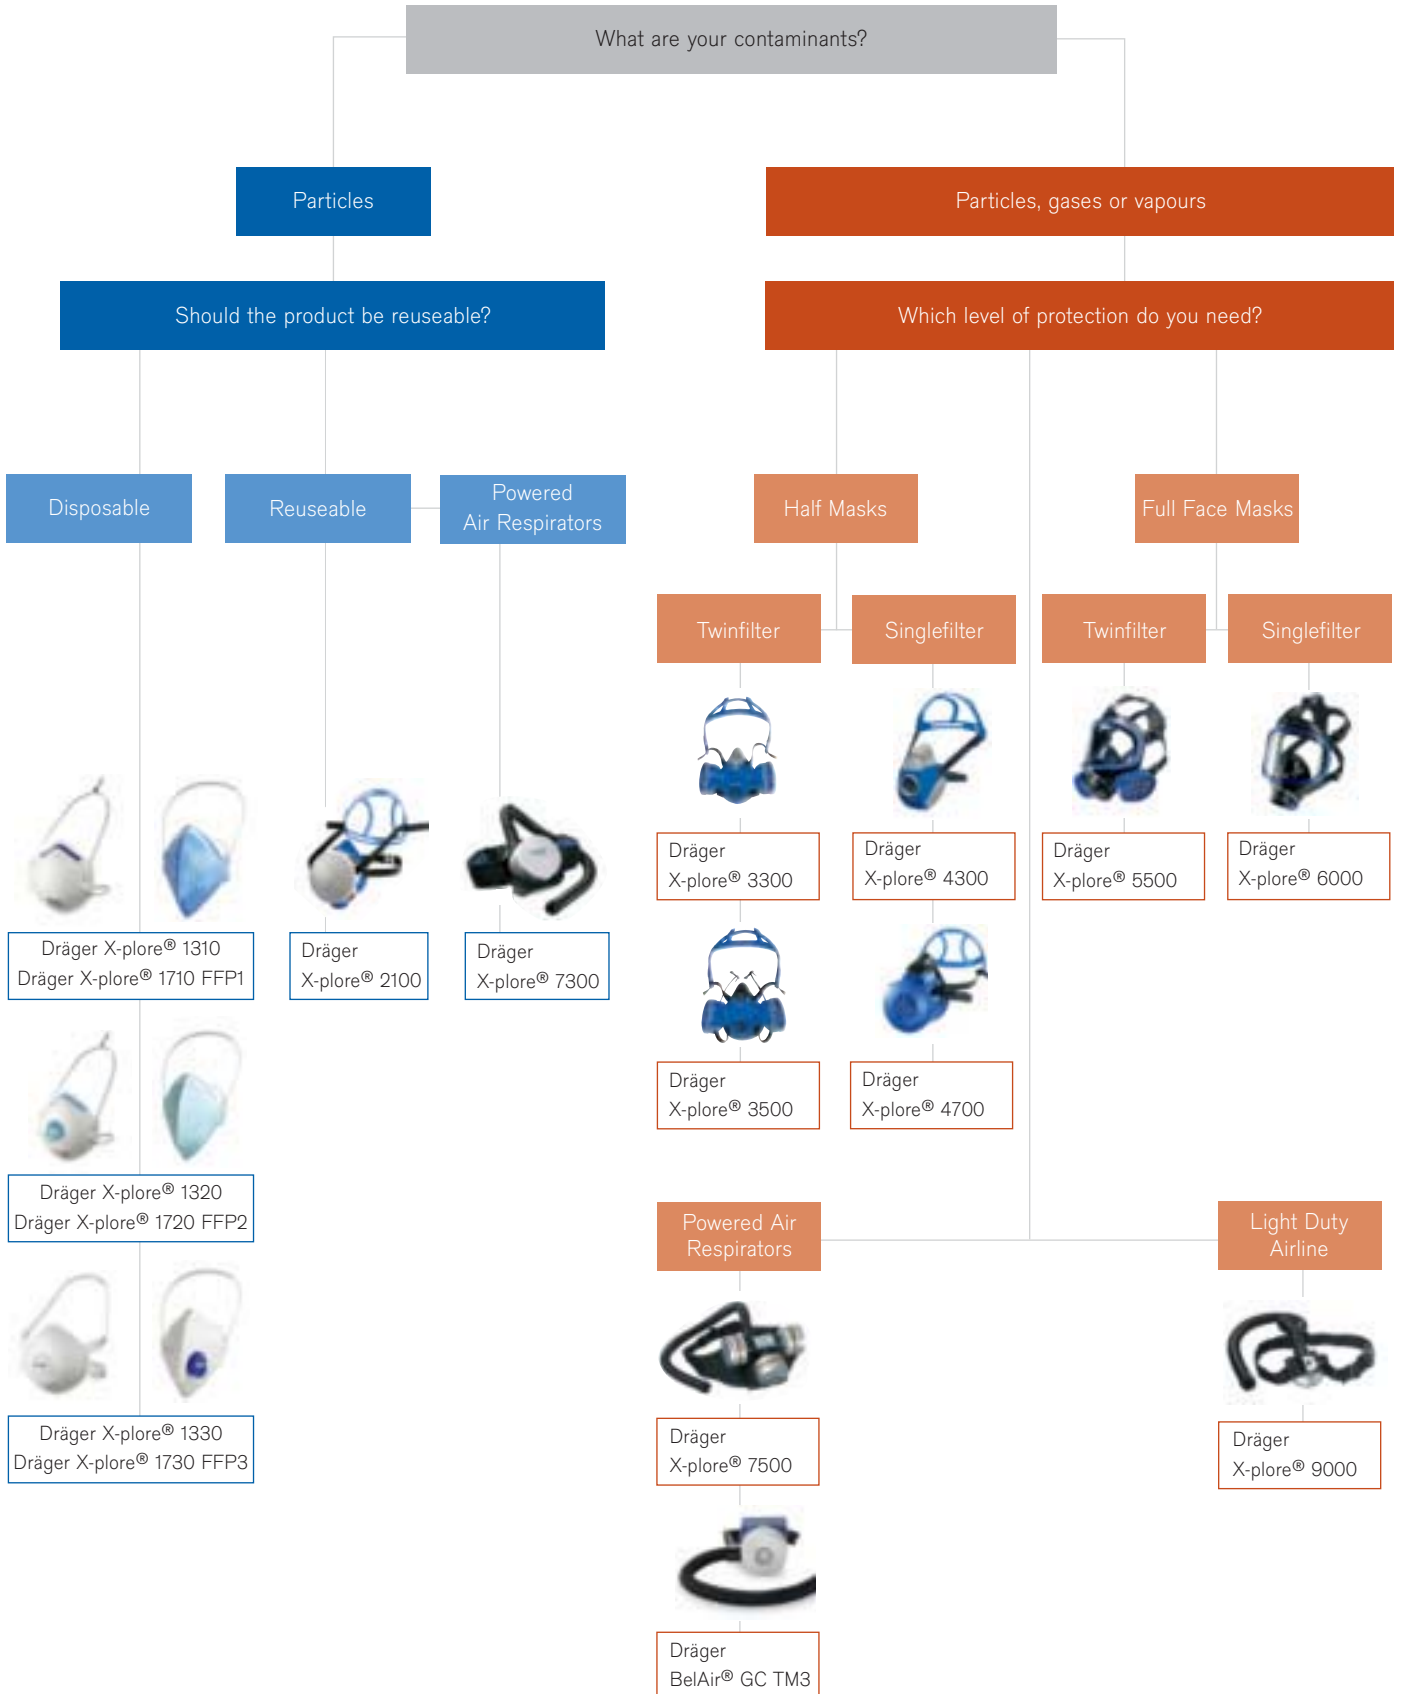 What are your contaminants?
Particles
Particles, gases or vapours
Should the product be reuseable?
Which level of protection do you need?
Disposable
Reuseable
Powered
Air Respirators
Half Masks
Full Face Masks
Twinfilter
Singlefilter
Twinfilter
Singlefilter
Dräger
X-plore® 3300
Dräger
X-plore® 4300
Dräger
X-plore® 5500
Dräger
X-plore® 6000
Dräger X-plore® 1310
Dräger X-plore® 1710 FFP1
Dräger
X-plore® 2100
Dräger
X-plore® 7300
Dräger
X-plore® 3500
Dräger
X-plore® 4700
Dräger X-plore® 1320
Dräger X-plore® 1720 FFP2
Powered Air
Respirators
Light Duty
Airline
Dräger X-plore® 1330
Dräger X-plore® 1730 FFP3
Dräger
X-plore® 7500
Dräger
X-plore® 9000
Dräger
BelAir® GC TM3